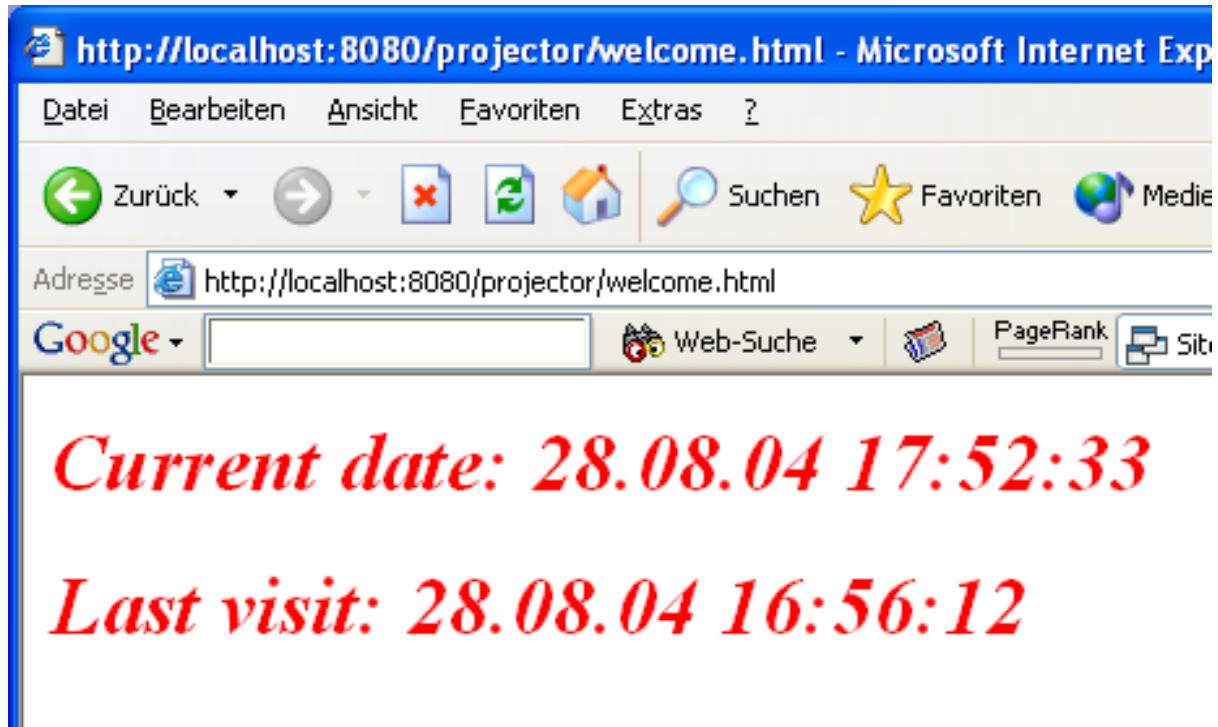 http://localhost:8080/projector/welcome.html - Microsoft Internet Exp
Datei Bearbeiten Ansicht Favoriten Extras ?
Zurück Suchen Favoriten Medie
Adresse http://localhost:8080/projector/welcome.html
Google Web-Suche PageRank Site
Current date: 28.08.04 17:52:33
Last visit: 28.08.04 16:56:12